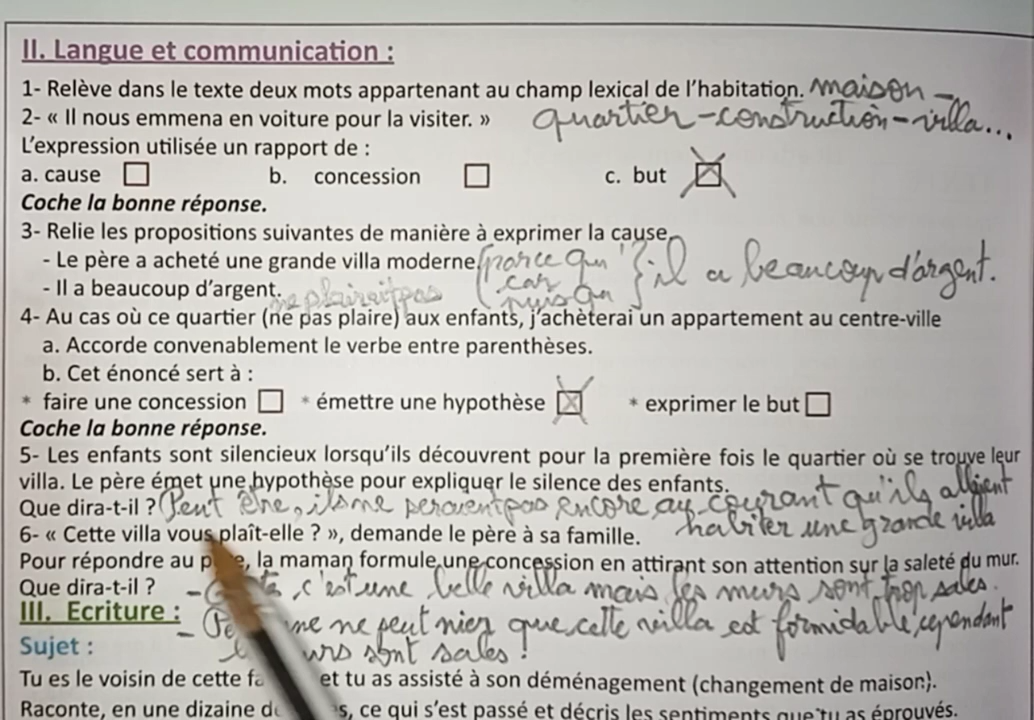 II. Langue et communication :
1- Relève dans le texte deux mots appartenant au champ lexical de l'habitation. maison -
2- « Il nous emmena en voiture pour la visiter. » quartier - construction - villa...
L'expression utilisée un rapport de :
a. cause b. concession c. but
Coche la bonne réponse.
3- Relie les propositions suivantes de manière à exprimer la cause.
- Le père a acheté une grande villa moderne. parce qu' il a beaucoup d'argent.
car
- Il a beaucoup d'argent. puisqu'
ne plairait pas
4- Au cas où ce quartier (ne pas plaire) aux enfants, j'achèterai un appartement au centre-ville
a. Accorde convenablement le verbe entre parenthèses.
b. Cet énoncé sert à :
* faire une concession * émettre une hypothèse * exprimer le but
Coche la bonne réponse.
5- Les enfants sont silencieux lorsqu'ils découvrent pour la première fois le quartier où se trouve leur
villa. Le père émet une hypothèse pour expliquer le silence des enfants.
Que dira-t-il ? Peut être, ils ne seraient pas encore au courant qu'ils allaient
habiter une grande villa
6- « Cette villa vous plaît-elle ? », demande le père à sa famille.
Pour répondre au, la maman formule une concession en attirant son attention sur la saleté du mur.
Que dira-t-il ? - c'est une belle villa mais les murs sont trop sales.
III. Ecriture :
- ne peut nier que cette villa est formidable, cependant
sont sales !
Sujet :
Tu es le voisin de cette et tu as assisté à son déménagement (changement de maison).
Raconte, en une dizaine, ce qui s'est passé et décris les sentiments que tu as éprouvés.